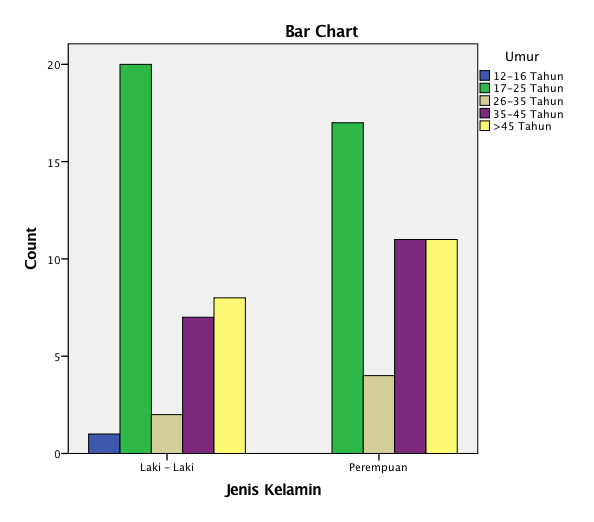 Bar Chart
Umur
12-16 Tahun
17-25 Tahun
26-35 Tahun
35-45 Tahun
>45 Tahun
20
15
10
5
0
Count
Laki - Laki
Perempuan
Jenis Kelamin